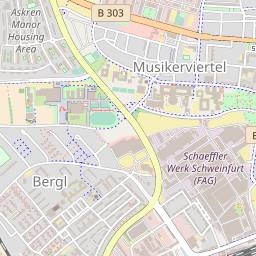 Askren
Manor
Housing
Area
B 303
Musikerviertel
Schaeffler
Werk Schweinfurt
(FAG)
Bergl